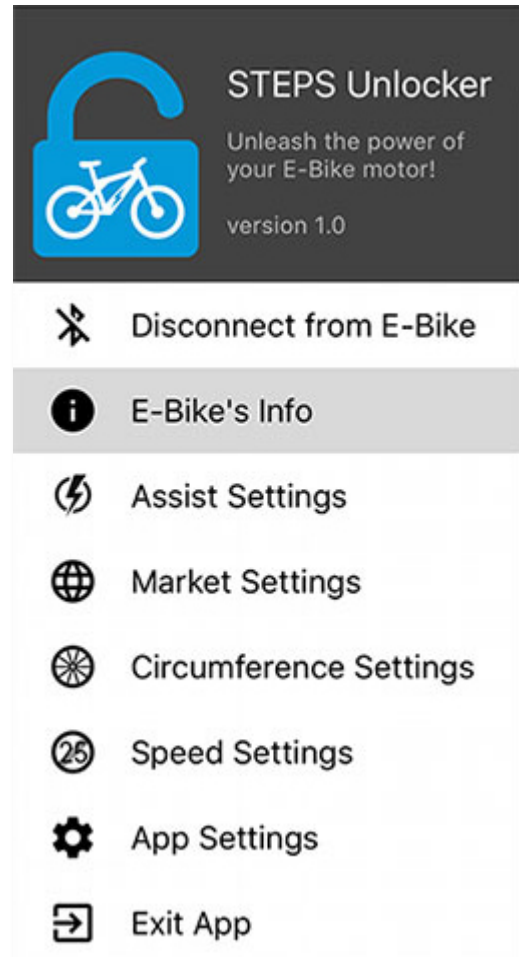 STEPS Unlocker
Unleash the power of
your E-Bike motor!
version 1.0
Disconnect from E-Bike
E-Bike's Info
Assist Settings
Market Settings
Circumference Settings
25 Speed Settings
App Settings
Exit App